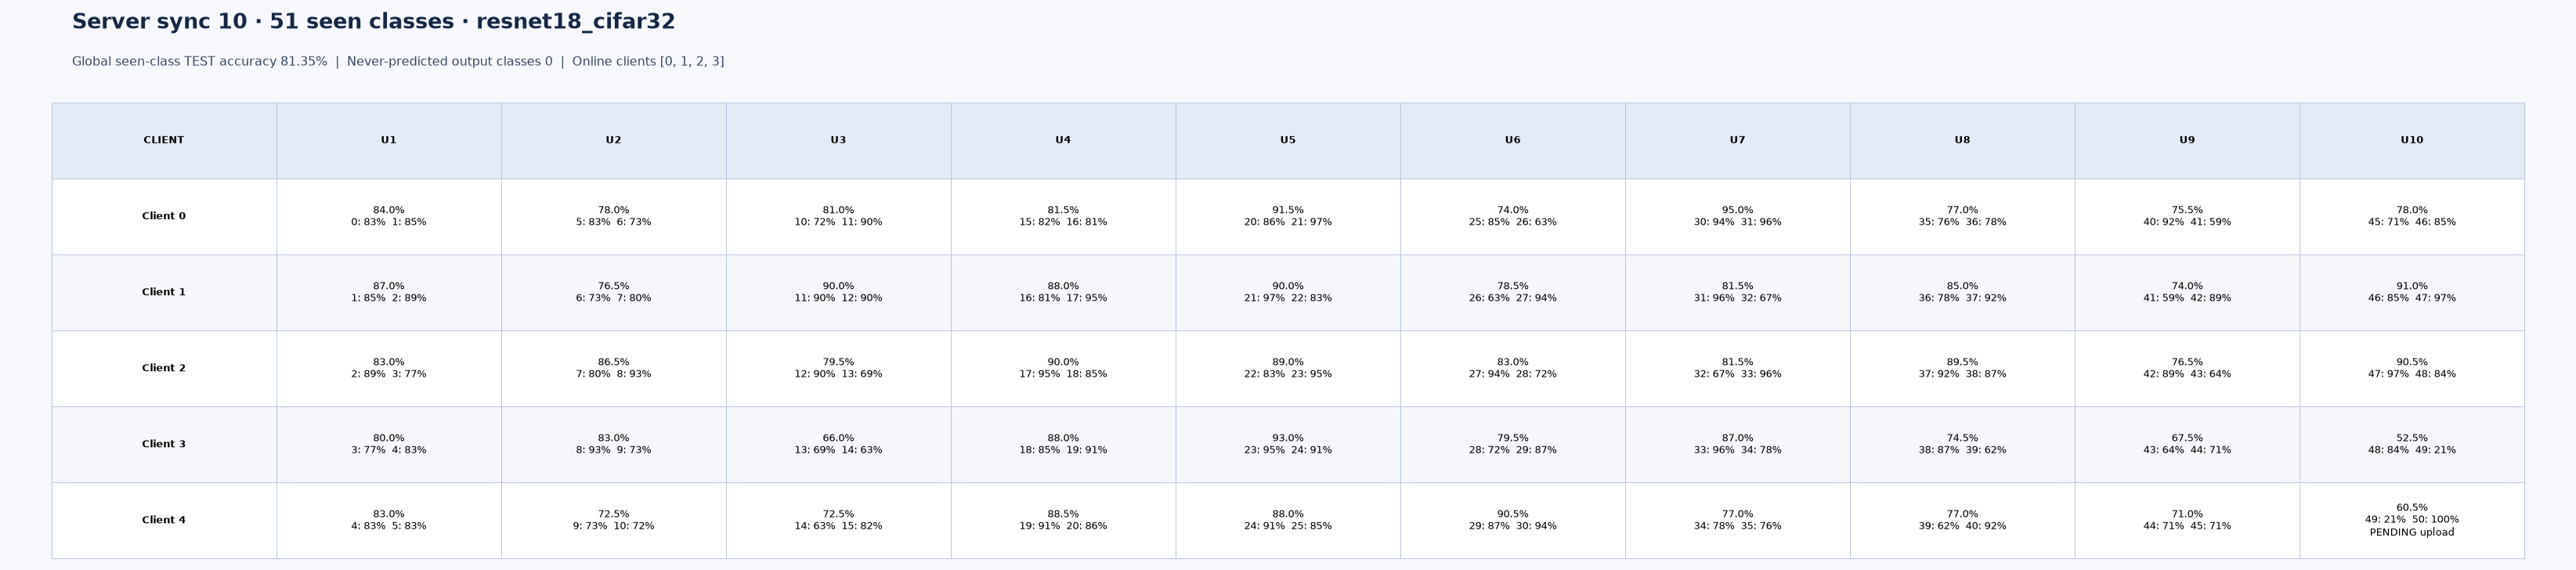 Server sync 10 · 51 seen classes · resnet18_cifar32
Global seen-class TEST accuracy 81.35% | Never-predicted output classes 0 | Online clients [0, 1, 2, 3]
CLIENT U1 U2 U3 U4 U5 U6 U7 U8 U9 U10
84.0% 78.0% 81.0% 81.5% 91.5% 74.0% 95.0% 77.0% 75.5% 78.0%
Client 0
0: 83% 1: 85% 5: 83% 6: 73% 10: 72% 11: 90% 15: 82% 16: 81% 20: 86% 21: 97% 25: 85% 26: 63% 30: 94% 31: 96% 35: 76% 36: 78% 40: 92% 41: 59% 45: 71% 46: 85%
87.0% 76.5% 90.0% 88.0% 90.0% 78.5% 81.5% 85.0% 74.0% 91.0%
Client 1
1: 85% 2: 89% 6: 73% 7: 80% 11: 90% 12: 90% 16: 81% 17: 95% 21: 97% 22: 83% 26: 63% 27: 94% 31: 96% 32: 67% 36: 78% 37: 92% 41: 59% 42: 89% 46: 85% 47: 97%
83.0% 86.5% 79.5% 90.0% 89.0% 83.0% 81.5% 89.5% 76.5% 90.5%
Client 2
2: 89% 3: 77% 7: 80% 8: 93% 12: 90% 13: 69% 17: 95% 18: 85% 22: 83% 23: 95% 27: 94% 28: 72% 32: 67% 33: 96% 37: 92% 38: 87% 42: 89% 43: 64% 47: 97% 48: 84%
80.0% 83.0% 66.0% 88.0% 93.0% 79.5% 87.0% 74.5% 67.5% 52.5%
Client 3
3: 77% 4: 83% 8: 93% 9: 73% 13: 69% 14: 63% 18: 85% 19: 91% 23: 95% 24: 91% 28: 72% 29: 87% 33: 96% 34: 78% 38: 87% 39: 62% 43: 64% 44: 71% 48: 84% 49: 21%
83.0% 72.5% 72.5% 88.5% 88.0% 90.5% 77.0% 77.0% 71.0% 60.5%
Client 4
4: 83% 5: 83% 9: 73% 10: 72% 14: 63% 15: 82% 19: 91% 20: 86% 24: 91% 25: 85% 29: 87% 30: 94% 34: 78% 35: 76% 39: 62% 40: 92% 44: 71% 45: 71% 49: 21% 50: 100%
PENDING upload